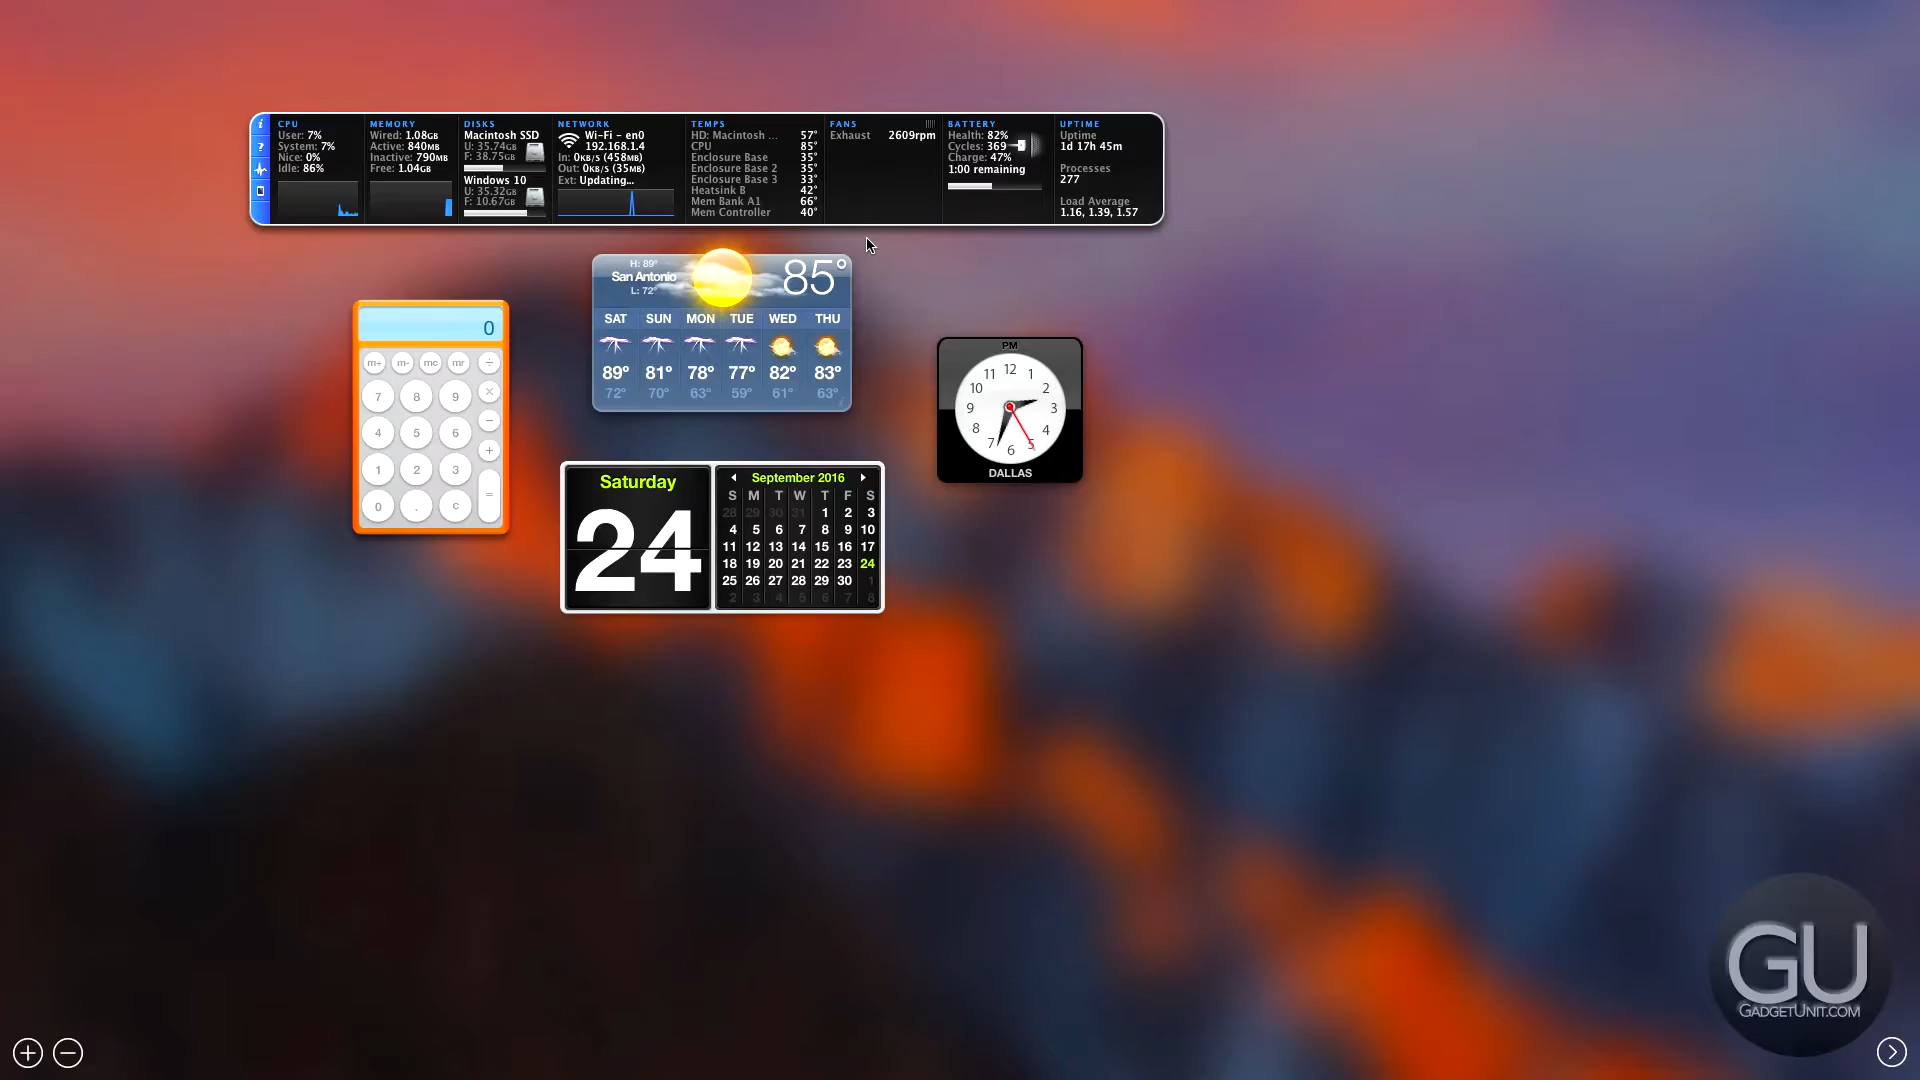 CPU
User: 7%
System: 7%
Nice: 0%
Idle: 86%
MEMORY
Wired: 1.08GB
Active: 840MB
Inactive: 790MB
Free: 1.04GB
DISKS
Macintosh SSD
U: 35.74GB
F: 38.75GB
Windows 10
U: 35.32GB
F: 10.67GB
NETWORK
Wi-Fi - en0
192.168.1.4
In: 0KB/S (458MB)
Out: 0KB/S (35MB)
Ext: Updating...
TEMPS
HD: Macintosh ... 57°
CPU 85°
Enclosure Base 35°
Enclosure Base 2 35°
Enclosure Base 3 33°
Heatsink B 42°
Mem Bank A1 66°
Mem Controller 40°
FANS
Exhaust 2609rpm
BATTERY
Health: 82%
Cycles: 369
Charge: 47%
1:00 remaining
UPTIME
Uptime
1d 17h 45m
Processes
277
Load Average
1.16, 1.39, 1.57
H: 89°
San Antonio
L: 72°
85°
SAT SUN MON TUE WED THU
89° 81° 78° 77° 82° 83°
72° 70° 63° 59° 61° 63°
0
m+ m- mc mr ÷
7 8 9 ×
4 5 6 −
1 2 3 +
0 . c =
PM
12
11 1
10 2
9 3
8 4
7 5
6
DALLAS
Saturday
24
September 2016
S M T W T F S
28 29 30 31 1 2 3
4 5 6 7 8 9 10
11 12 13 14 15 16 17
18 19 20 21 22 23 24
25 26 27 28 29 30 1
2 3 4 5 6 7 8
GU
GADGETUNIT.COM